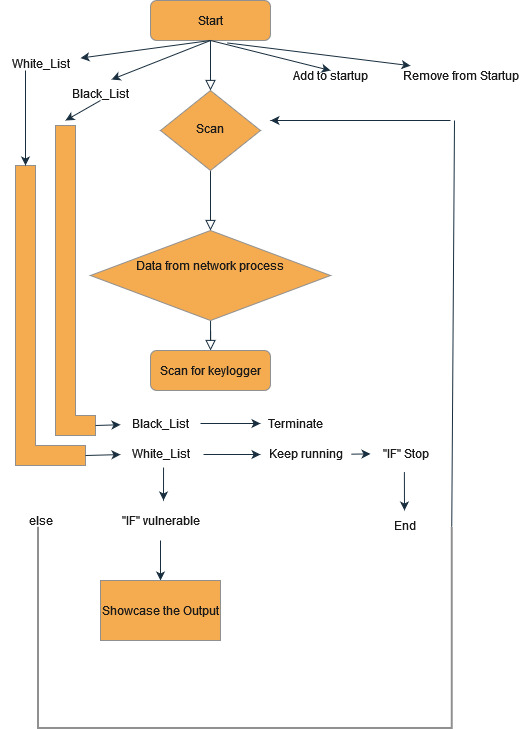 Start
White_List
Add to startup
Remove from Startup
Black_List
Scan
Data from network process
Scan for keylogger
Black_List
Terminate
White_List
Keep running
"IF" Stop
else
"IF" vulnerable
End
Showcase the Output